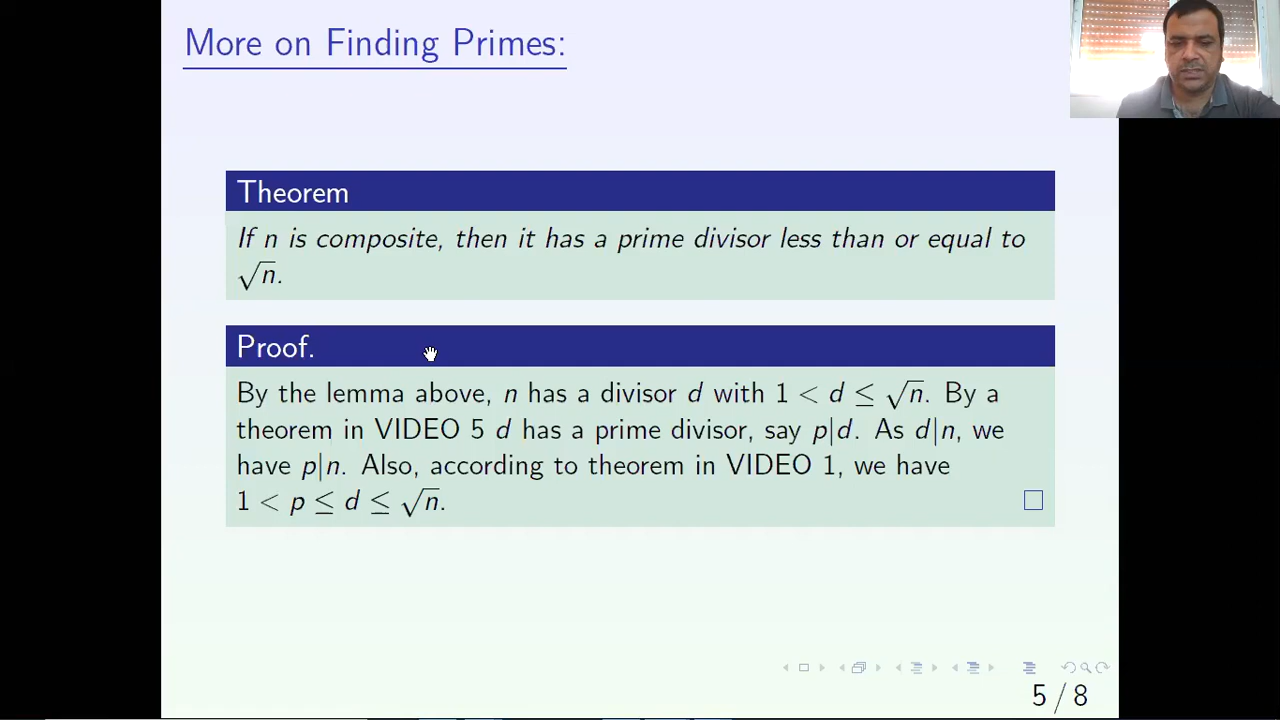 More on Finding Primes:
Theorem
If n is composite, then it has a prime divisor less than or equal to
√n.
Proof.
By the lemma above, n has a divisor d with 1 < d ≤ √n. By a
theorem in VIDEO 5 d has a prime divisor, say p|d. As d|n, we
have p|n. Also, according to theorem in VIDEO 1, we have
1 < p ≤ d ≤ √n.
5 / 8